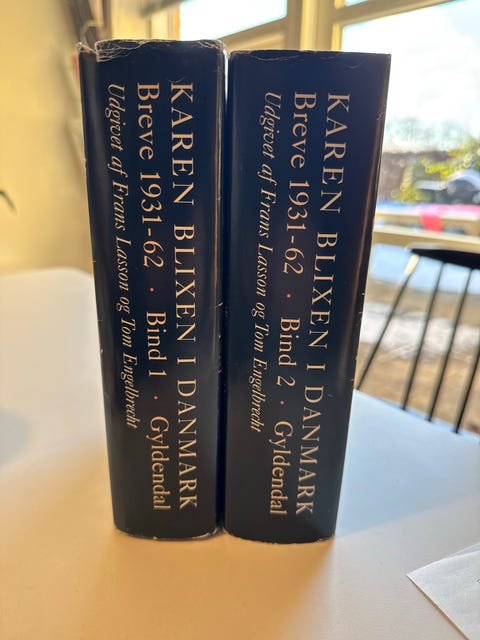 KAREN BLIXEN I DANMARK
Breve 1931-62 · Bind 1 · Gyldendal
Udgivet af Frans Lasson og Tom Engelbrecht
KAREN BLIXEN I DANMARK
Breve 1931-62 · Bind 2 · Gyldendal
Udgivet af Frans Lasson og Tom Engelbrecht